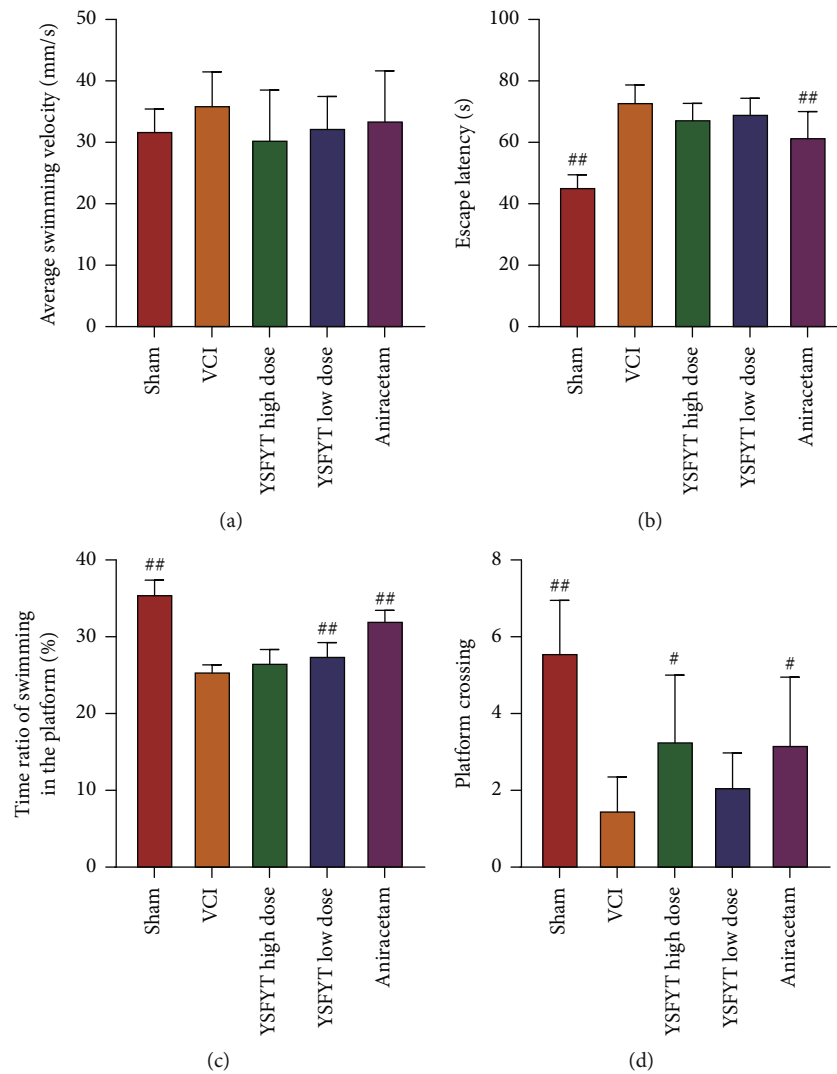 Average swimming velocity (mm/s)
50
40
30
20
10
0
Sham
VCI
YSFYT high dose
YSFYT low dose
Aniracetam
(a)
Escape latency (s)
100
80
60
40
20
0
##
##
Sham
VCI
YSFYT high dose
YSFYT low dose
Aniracetam
(b)
Time ratio of swimming
in the platform (%)
40
30
20
10
0
##
##
##
Sham
VCI
YSFYT high dose
YSFYT low dose
Aniracetam
(c)
Platform crossing
8
6
4
2
0
##
#
#
Sham
VCI
YSFYT high dose
YSFYT low dose
Aniracetam
(d)